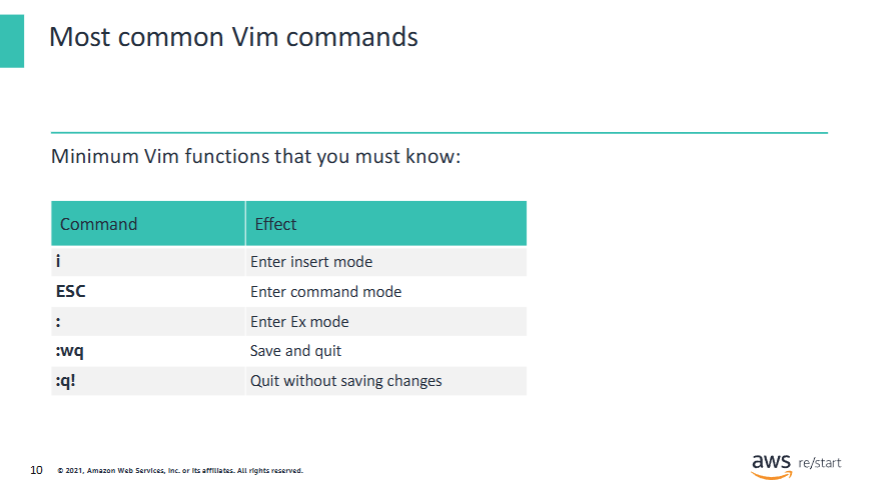 Most common Vim commands
Minimum Vim functions that you must know:
Command Effect
i Enter insert mode
ESC Enter command mode
: Enter Ex mode
:wq Save and quit
:q! Quit without saving changes
10 © 2021, Amazon Web Services, Inc. or its affiliates. All rights reserved.
aws re/start